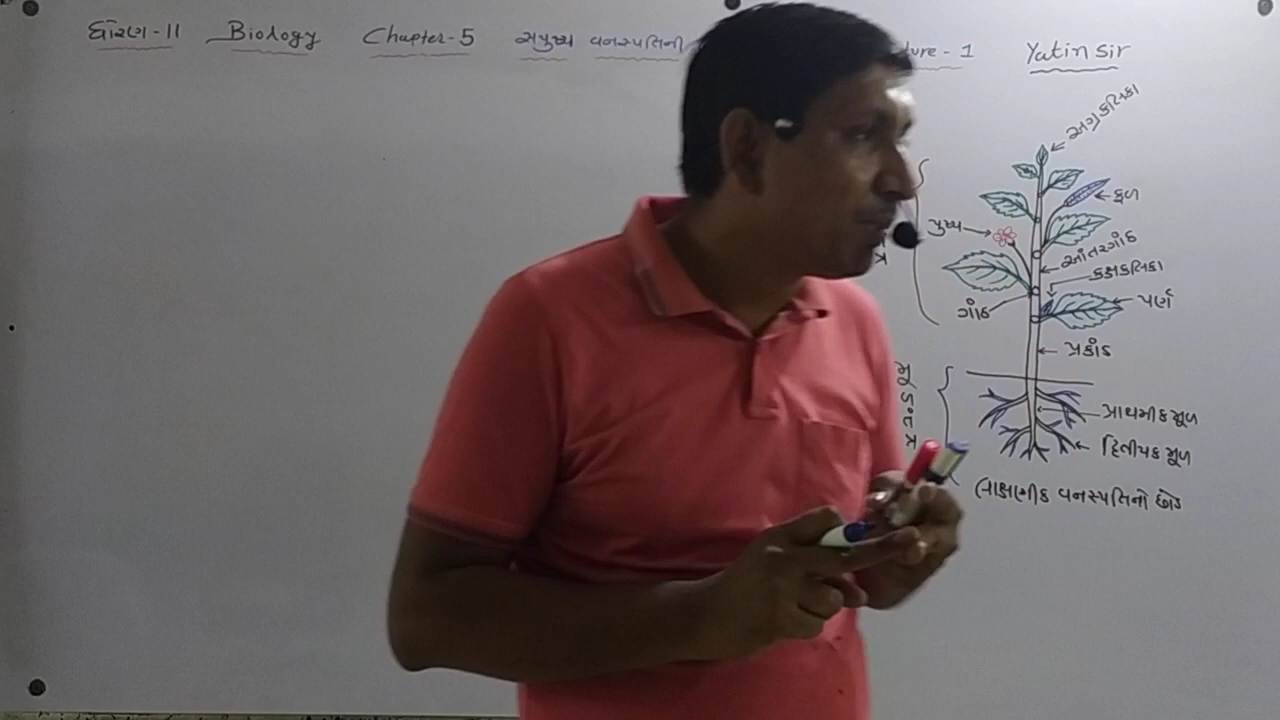 ધોરણ-11 Biology Chapter-5 સપુષ્પ વનસ્પતિની ture-1 Yatin Sir
અગ્રકલિકા
ફળ
પુષ્પ
આંતરગાંઠ
કક્ષકલિકા
પર્ણ
ગાંઠ
પ્રકાંડ
મૂળતંત્ર
પ્રાથમીક મૂળ
દ્વિતીયક મૂળ
લાક્ષણીક વનસ્પતિનો છોડ